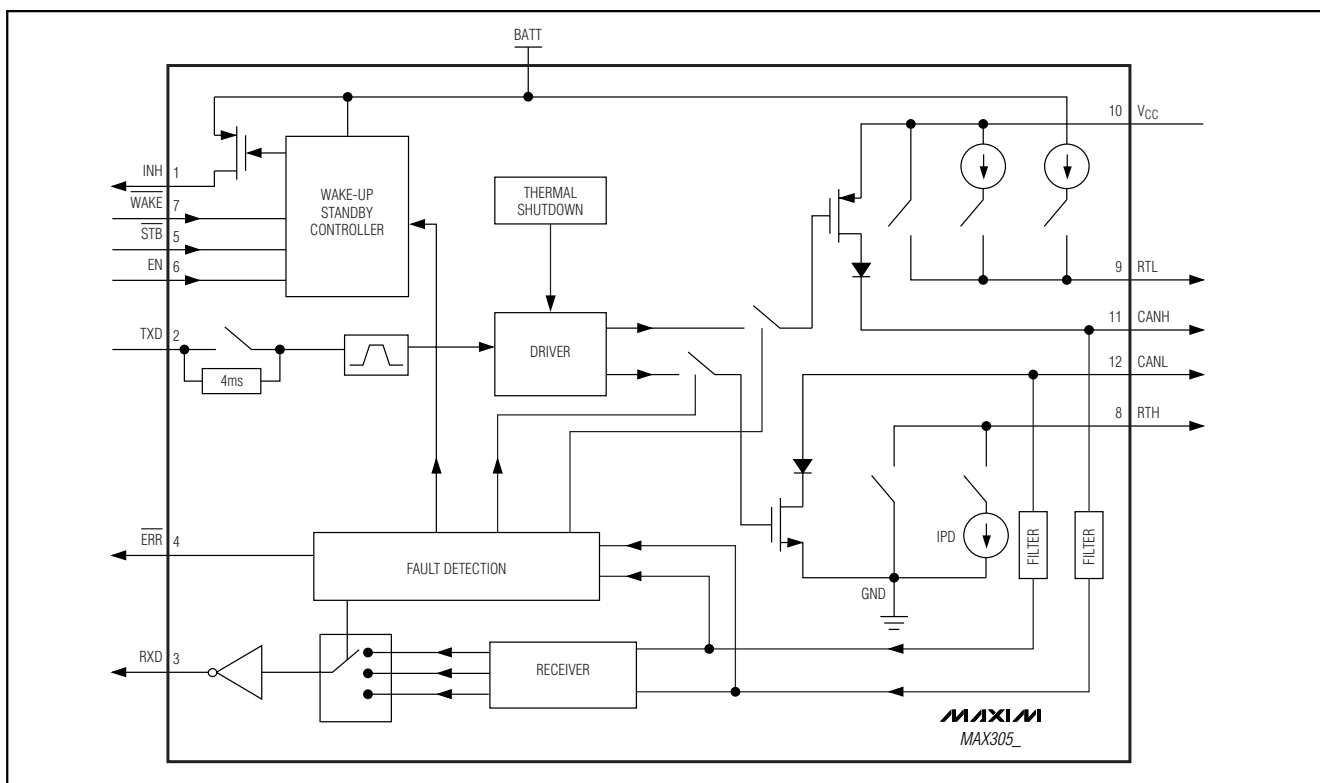 BATT
10 VCC
INH 1
WAKE 7
STB 5
EN 6
WAKE-UP
STANDBY
CONTROLLER
THERMAL
SHUTDOWN
9 RTL
11 CANH
TXD 2
4ms
DRIVER
12 CANL
8 RTH
ERR 4
FAULT DETECTION
IPD
FILTER
FILTER
GND
RXD 3
RECEIVER
MAXIM
MAX305_